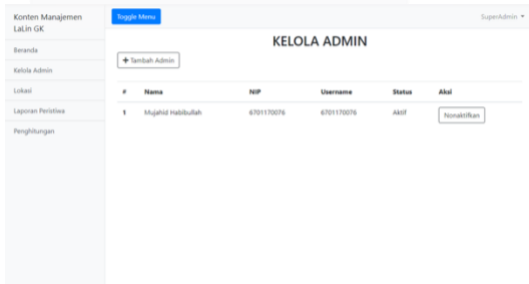 Konten Manajemen
LaLin GK
Beranda
Kelola Admin
Lokasi
Laporan Peristiwa
Penghitungan
Toggle Menu
SuperAdmin
KELOLA ADMIN
+ Tambah Admin
# Nama NIP Username Status Aksi
1 Mujahid Habibullah 6701170076 6701170076 Aktif Nonaktifkan